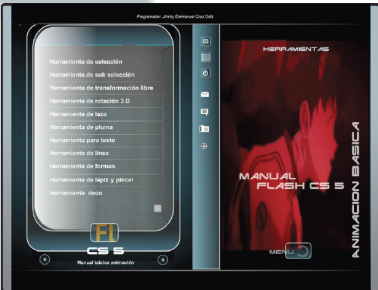 Programador: Jimmy Emmanuel Cruz Ortiz
Herramienta de selección
Herramienta de sub selección
Herramienta de transformación libre
Herramienta de rotación 3 D
Herramienta de lazo
Herramienta de pluma
Herramienta para texto
Herramienta de linea
Herramienta de formas
Herramienta de lápiz y pincel
Herramienta deco
Fl
CS 5
Manual básico animación
HERRAMIENTAS
MANUAL
FLASH CS 5
ANIMACION BASICA
MENU